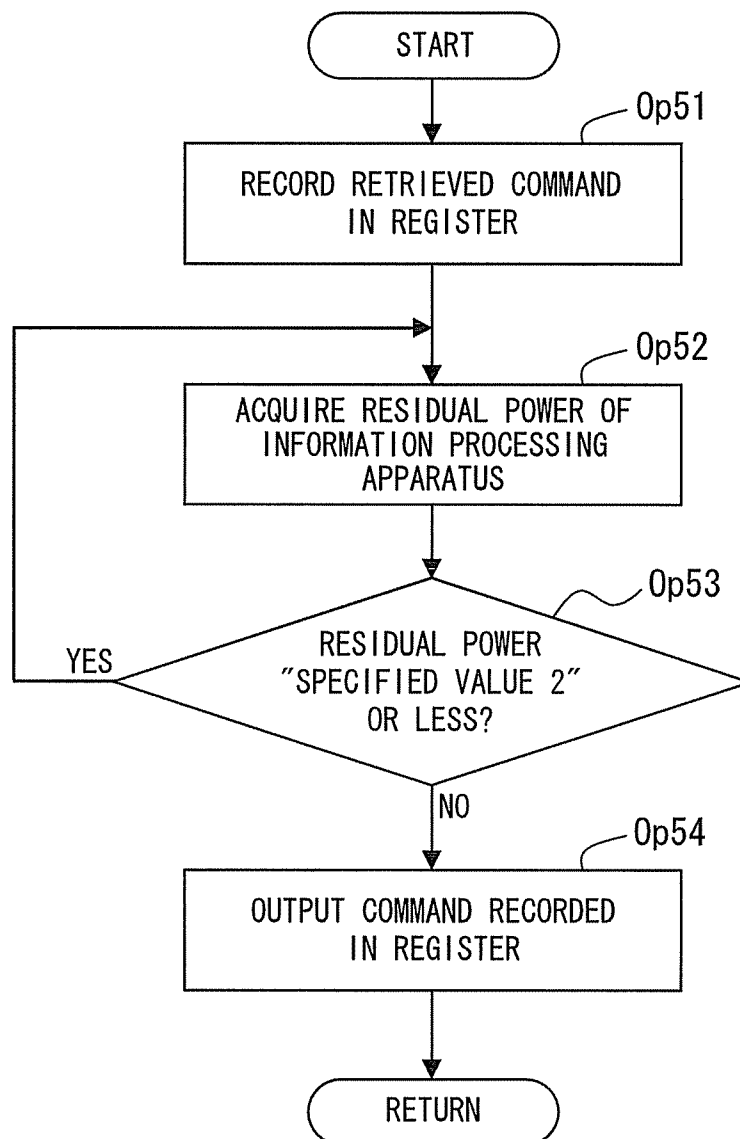 START
Op51
RECORD RETRIEVED COMMAND
IN REGISTER
Op52
ACQUIRE RESIDUAL POWER OF
INFORMATION PROCESSING
APPARATUS
Op53
RESIDUAL POWER
"SPECIFIED VALUE 2"
OR LESS?
YES
NO
Op54
OUTPUT COMMAND RECORDED
IN REGISTER
RETURN